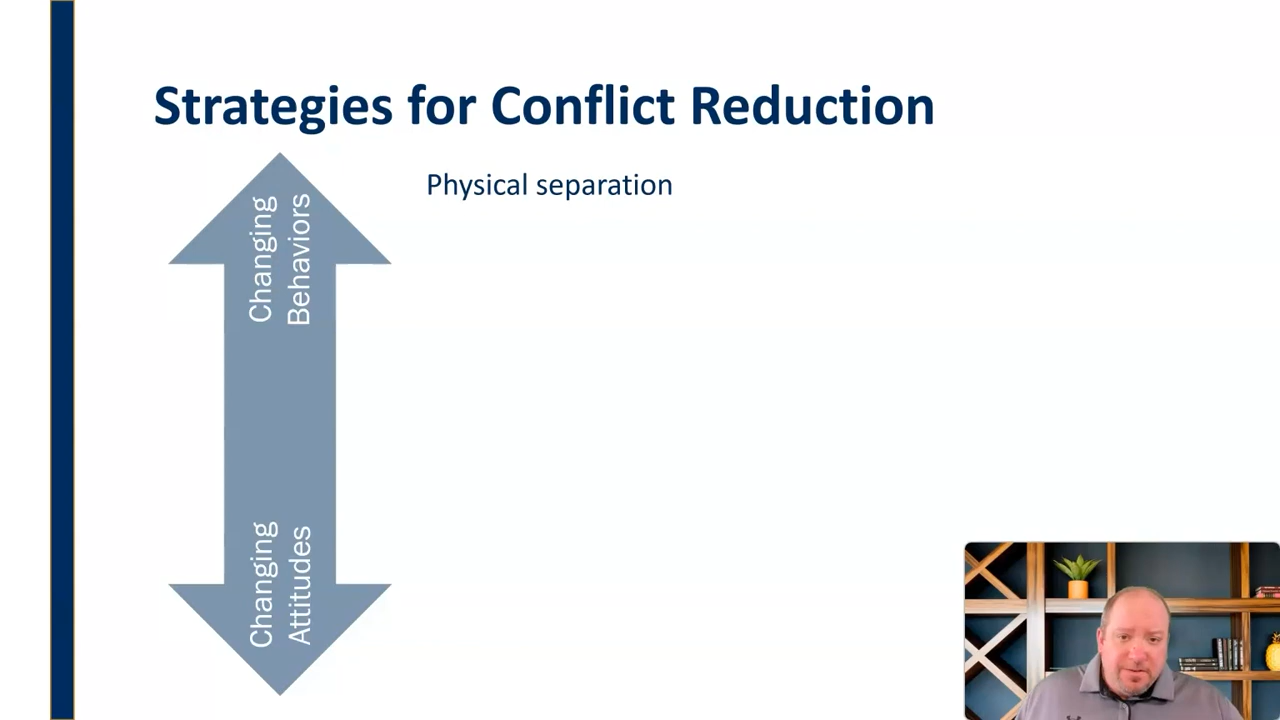 Strategies for Conflict Reduction
Physical separation
Changing
Behaviors
Changing
Attitudes